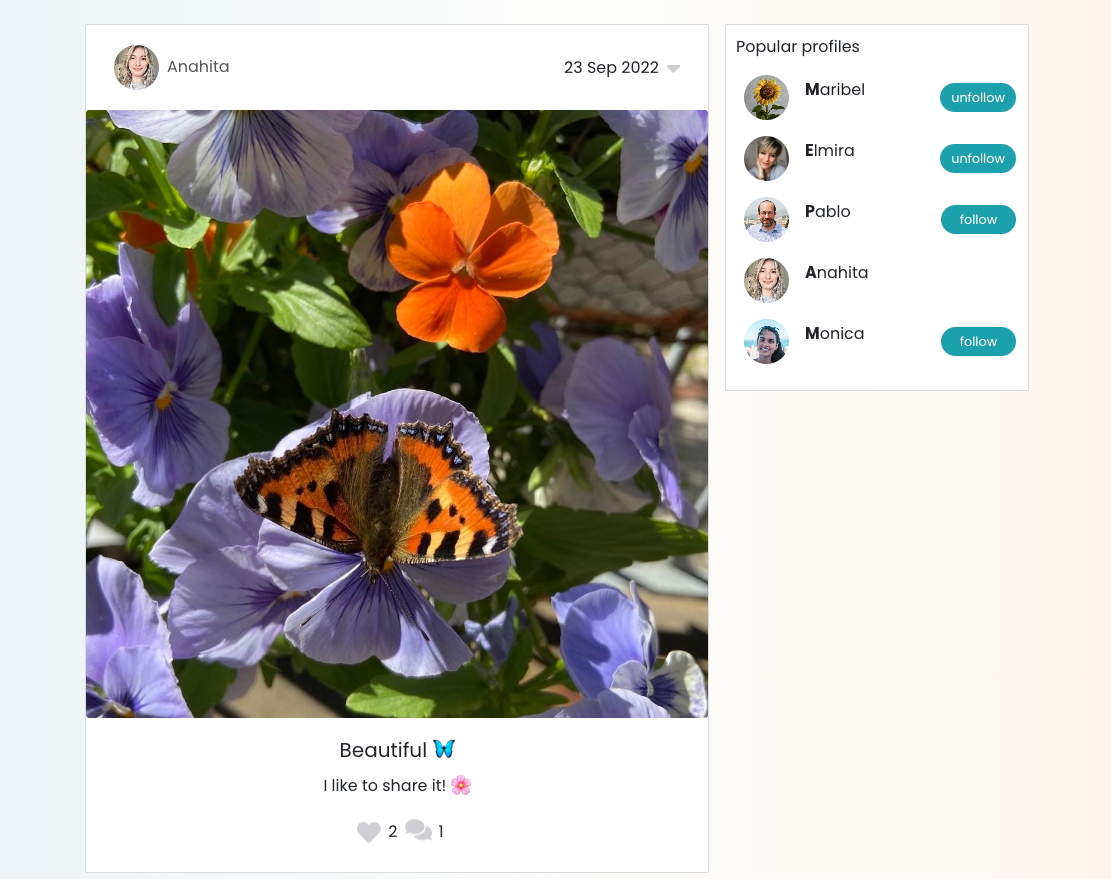 Anahita
23 Sep 2022
Beautiful 🦋
I like to share it! 🌸
2 1
Popular profiles
Maribel unfollow
Elmira unfollow
Pablo follow
Anahita
Monica follow